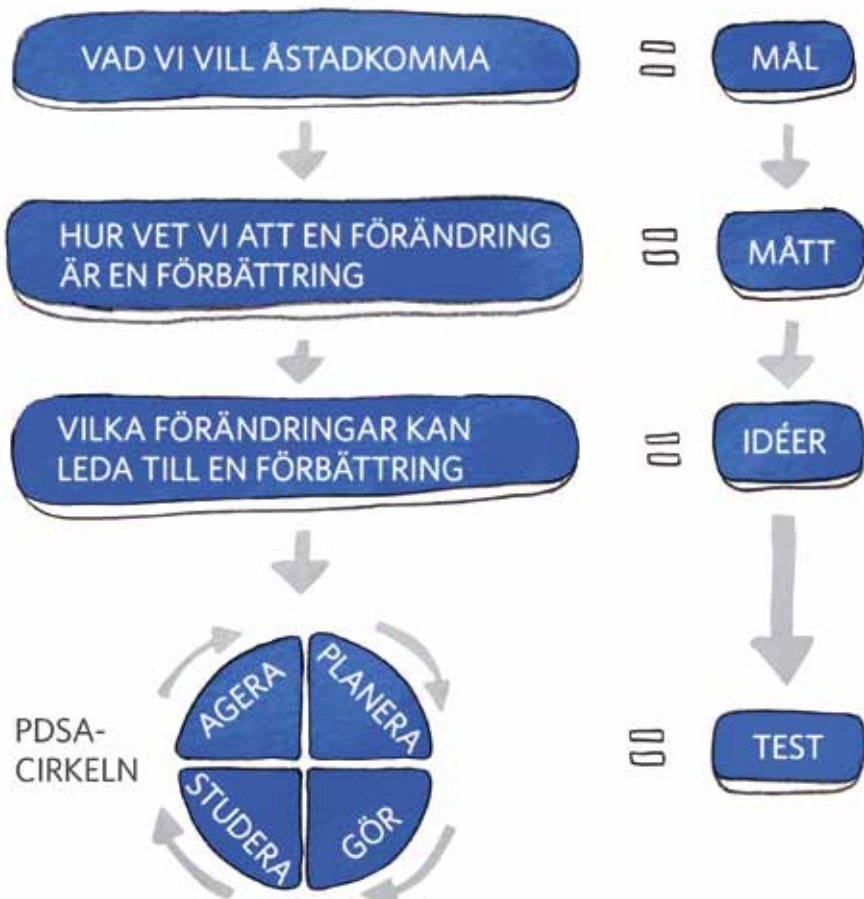 VAD VI VILL ÅSTADKOMMA
MÅL
HUR VET VI ATT EN FÖRÄNDRING
ÄR EN FÖRBÄTTRING
MÅTT
VILKA FÖRÄNDRINGAR KAN
LEDA TILL EN FÖRBÄTTRING
IDÉER
PDSA-
CIRKELN
AGERA
PLANERA
STUDERA
GÖR
TEST